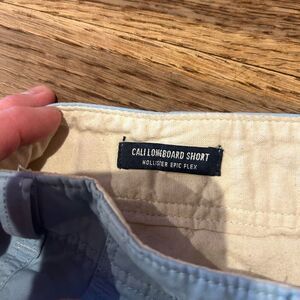 CALI LONGBOARD SHORT
HOLLISTER EPIC FLEX